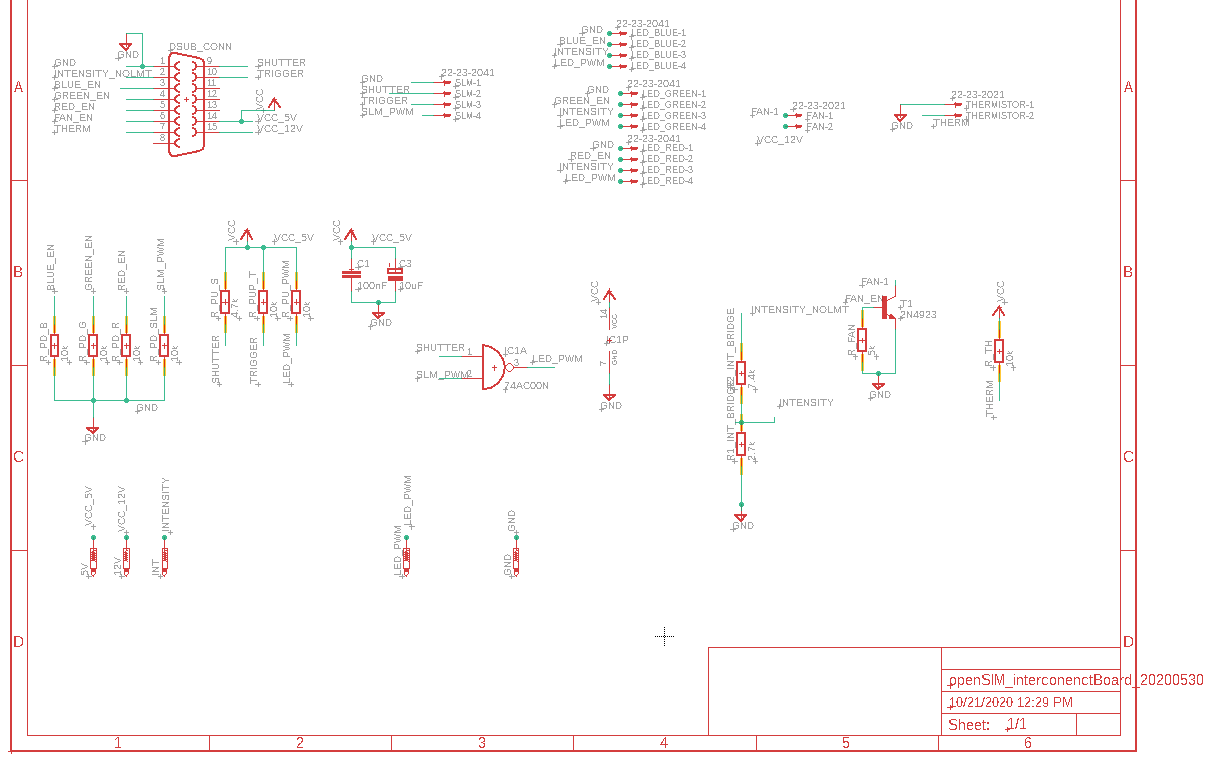 A
A
GND
DSUB_CONN
GND
INTENSITY_NOLMT
BLUE_EN
GREEN_EN
RED_EN
FAN_EN
THERM
1
2
3
4
5
6
7
8
9
10
11
12
13
14
15
SHUTTER
TRIGGER
VCC
VCC_5V
VCC_12V
22-23-2041
GND
SHUTTER
TRIGGER
SLM_PWM
SLM-1
SLM-2
SLM-3
SLM-4
22-23-2041
GND
BLUE_EN
INTENSITY
LED_PWM
LED_BLUE-1
LED_BLUE-2
LED_BLUE-3
LED_BLUE-4
22-23-2041
GND
GREEN_EN
INTENSITY
LED_PWM
LED_GREEN-1
LED_GREEN-2
LED_GREEN-3
LED_GREEN-4
22-23-2041
GND
RED_EN
INTENSITY
LED_PWM
LED_RED-1
LED_RED-2
LED_RED-3
LED_RED-4
22-23-2021
FAN-1
FAN-1
FAN-2
VCC_12V
22-23-2021
THERMISTOR-1
THERMISTOR-2
GND
THERM
B
B
BLUE_EN
GREEN_EN
RED_EN
SLM_PWM
R_PD_B
10k
R_PD_G
10k
R_PD_R
10k
R_PD_SLM
10k
GND
GND
VCC
VCC_5V
R_PU_S
4.7k
R_PUP_T
10k
R_PU_PWM
10k
SHUTTER
TRIGGER
LED_PWM
VCC
VCC_5V
C1
100nF
C3
10uF
GND
SHUTTER
SLM_PWM
1
2
3
IC1A
74AC00N
LED_PWM
VCC
14
VCC
IC1P
7
GND
GND
INTENSITY_NOLMT
R2_INT_BRIDGE
7.4k
INTENSITY
R1_INT_BRIDGE
2.7k
GND
FAN-1
FAN_EN
T1
2N4923
R_FAN
5k
GND
VCC
R_TH
10k
THERM
C
C
VCC_5V
VCC_12V
INTENSITY
5V
12V
INT
LED_PWM
LED_PWM
GND
GND
D
D
openSIM_interconenctBoard_20200530
10/21/2020 12:29 PM
Sheet: 1/1
1
2
3
4
5
6